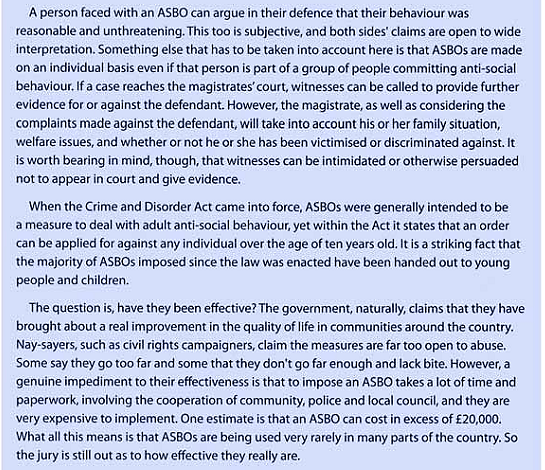 A person faced with an ASBO can argue in their defence that their behaviour was
reasonable and unthreatening. This too is subjective, and both sides' claims are open to wide
interpretation. Something else that has to be taken into account here is that ASBOs are made
on an individual basis even if that person is part of a group of people committing anti-social
behaviour. If a case reaches the magistrates' court, witnesses can be called to provide further
evidence for or against the defendant. However, the magistrate, as well as considering the
complaints made against the defendant, will take into account his or her family situation,
welfare issues, and whether or not he or she has been victimised or discriminated against. It
is worth bearing in mind, though, that witnesses can be intimidated or otherwise persuaded
not to appear in court and give evidence.
When the Crime and Disorder Act came into force, ASBOs were generally intended to be
a measure to deal with adult anti-social behaviour, yet within the Act it states that an order
can be applied for against any individual over the age of ten years old. It is a striking fact that
the majority of ASBOs imposed since the law was enacted have been handed out to young
people and children.
The question is, have they been effective? The government, naturally, claims that they have
brought about a real improvement in the quality of life in communities around the country.
Nay-sayers, such as civil rights campaigners, claim the measures are far too open to abuse.
Some say they go too far and some that they don't go far enough and lack bite. However, a
genuine impediment to their effectiveness is that to impose an ASBO takes a lot of time and
paperwork, involving the cooperation of community, police and local council, and they are
very expensive to implement. One estimate is that an ASBO can cost in excess of £20,000.
What all this means is that ASBOs are being used very rarely in many parts of the country. So
the jury is still out as to how effective they really are.